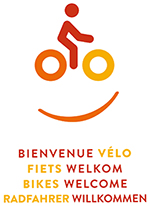 BIENVENUE VÉLO
FIETS WELKOM
BIKES WELCOME
RADFAHRER WILLKOMMEN